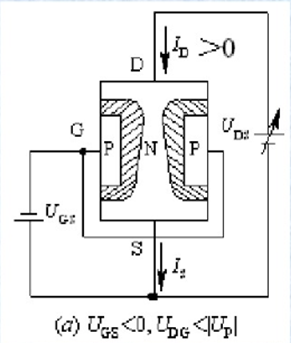 D
I_D >0
G
P N P
U_DS
U_GS
S
I_s
(a) U_GS<0, U_DG<|U_P|